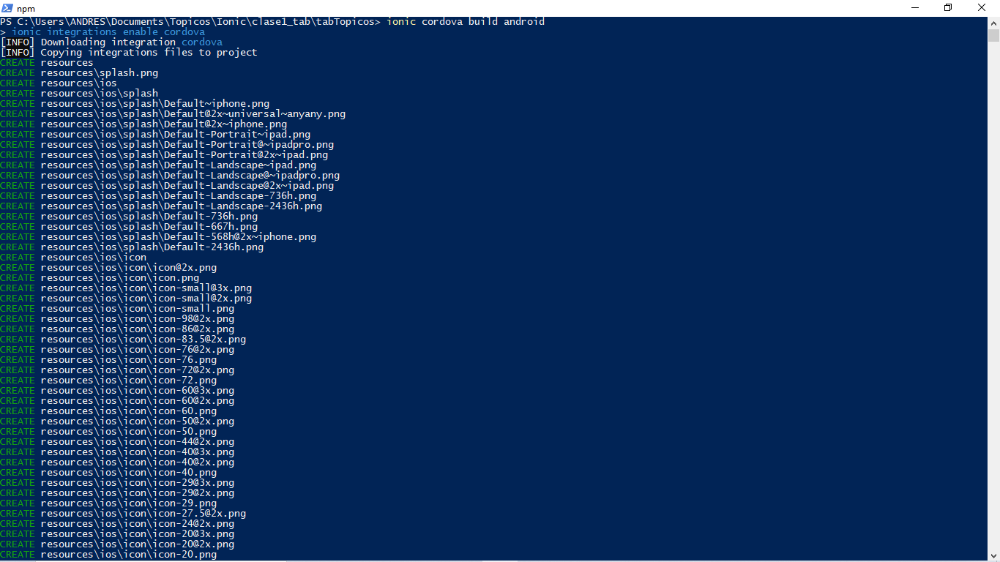 npm
PS C:\Users\ANDRES\Documents\Topicos\Ionic\clase1_tab\tabTopicos> ionic cordova build android
> ionic integrations enable cordova
[INFO] Downloading integration cordova
[INFO] Copying integrations files to project
CREATE resources
CREATE resources\splash.png
CREATE resources\ios
CREATE resources\ios\splash
CREATE resources\ios\splash\Default~iphone.png
CREATE resources\ios\splash\Default@2x~universal~anyany.png
CREATE resources\ios\splash\Default@2x~iphone.png
CREATE resources\ios\splash\Default-Portrait~ipad.png
CREATE resources\ios\splash\Default-Portrait@~ipadpro.png
CREATE resources\ios\splash\Default-Portrait@2x~ipad.png
CREATE resources\ios\splash\Default-Landscape~ipad.png
CREATE resources\ios\splash\Default-Landscape@~ipadpro.png
CREATE resources\ios\splash\Default-Landscape@2x~ipad.png
CREATE resources\ios\splash\Default-Landscape-736h.png
CREATE resources\ios\splash\Default-Landscape-2436h.png
CREATE resources\ios\splash\Default-736h.png
CREATE resources\ios\splash\Default-667h.png
CREATE resources\ios\splash\Default-568h@2x~iphone.png
CREATE resources\ios\splash\Default-2436h.png
CREATE resources\ios\icon
CREATE resources\ios\icon\icon@2x.png
CREATE resources\ios\icon\icon.png
CREATE resources\ios\icon\icon-small@3x.png
CREATE resources\ios\icon\icon-small@2x.png
CREATE resources\ios\icon\icon-small.png
CREATE resources\ios\icon\icon-98@2x.png
CREATE resources\ios\icon\icon-86@2x.png
CREATE resources\ios\icon\icon-83.5@2x.png
CREATE resources\ios\icon\icon-76@2x.png
CREATE resources\ios\icon\icon-76.png
CREATE resources\ios\icon\icon-72@2x.png
CREATE resources\ios\icon\icon-72.png
CREATE resources\ios\icon\icon-60@3x.png
CREATE resources\ios\icon\icon-60@2x.png
CREATE resources\ios\icon\icon-60.png
CREATE resources\ios\icon\icon-50@2x.png
CREATE resources\ios\icon\icon-50.png
CREATE resources\ios\icon\icon-44@2x.png
CREATE resources\ios\icon\icon-40@3x.png
CREATE resources\ios\icon\icon-40@2x.png
CREATE resources\ios\icon\icon-40.png
CREATE resources\ios\icon\icon-29@3x.png
CREATE resources\ios\icon\icon-29@2x.png
CREATE resources\ios\icon\icon-29.png
CREATE resources\ios\icon\icon-27.5@2x.png
CREATE resources\ios\icon\icon-24@2x.png
CREATE resources\ios\icon\icon-20@3x.png
CREATE resources\ios\icon\icon-20@2x.png
CREATE resources\ios\icon\icon-20.png